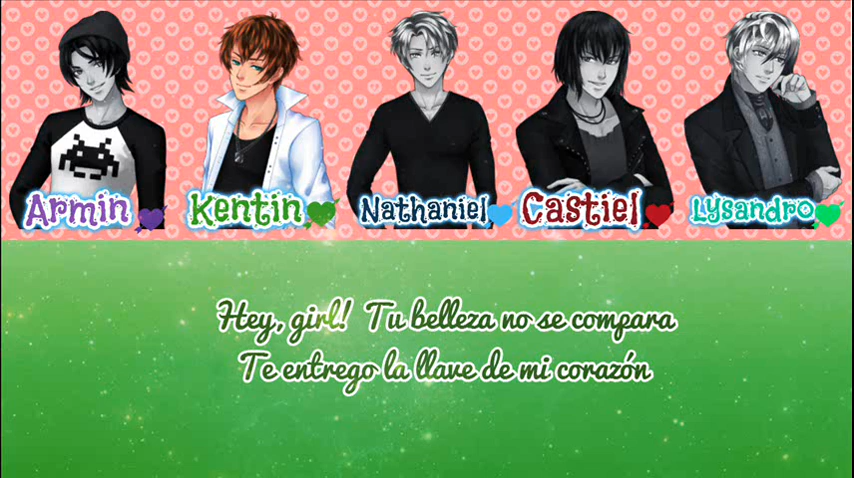 Armin
Kentin
Nathaniel
Castiel
Lysandro
Hey, girl! Tu belleza no se compara
Te entrego la llave de mi corazón